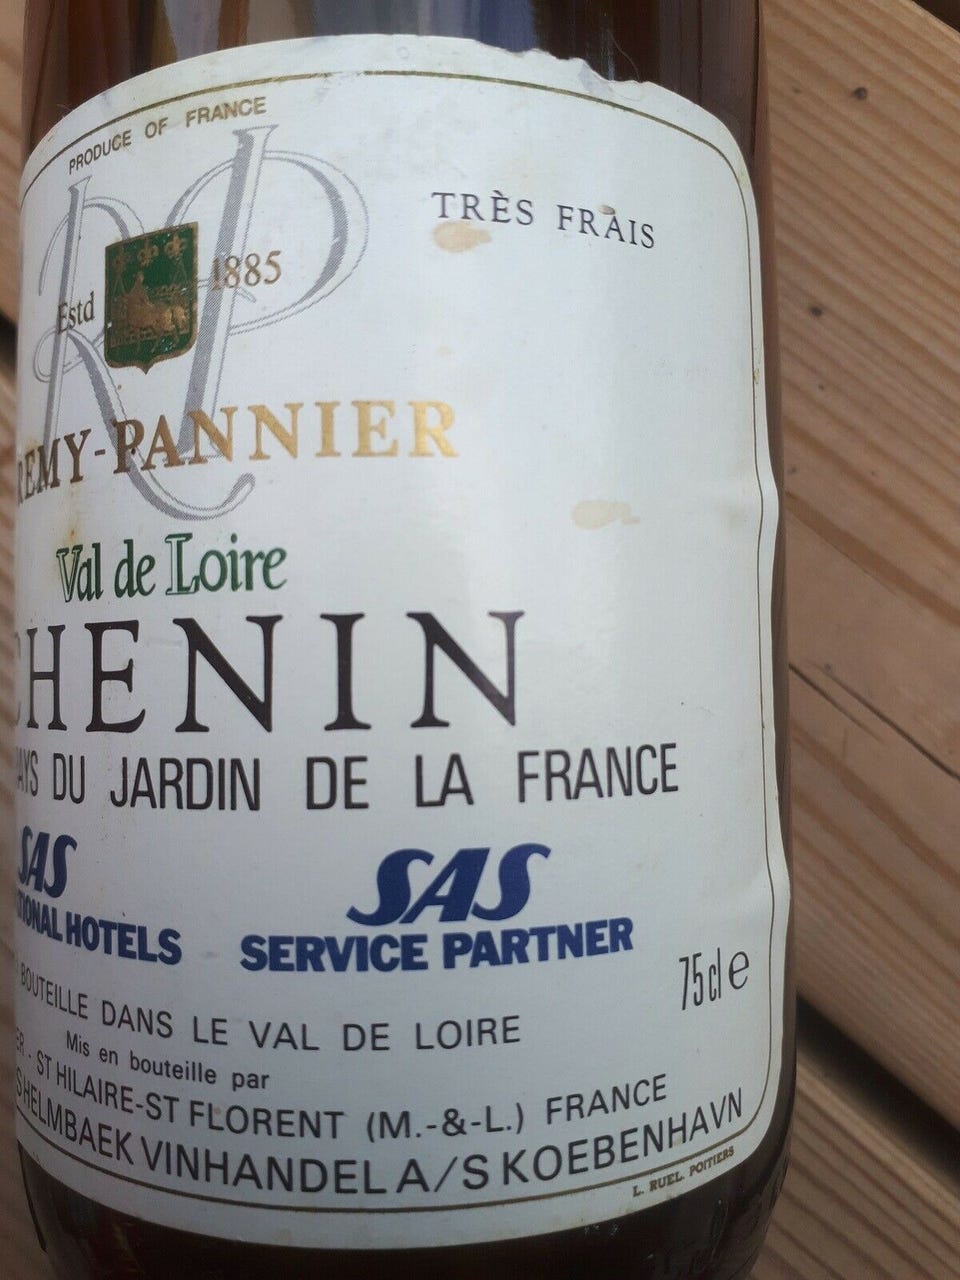 PRODUCE OF FRANCE
TRÈS FRAIS
RP
Estd 1885
REMY-PANNIER
Val de Loire
CHENIN
PAYS DU JARDIN DE LA FRANCE
SAS
HOTELS
SAS
SERVICE PARTNER
75cl e
BOUTEILLE DANS LE VAL DE LOIRE
Mis en bouteille par
ST HILAIRE-ST FLORENT (M.-&-L.) FRANCE
VINHANDEL A/S KOEBENHAVN
L. RUEL. POITIERS